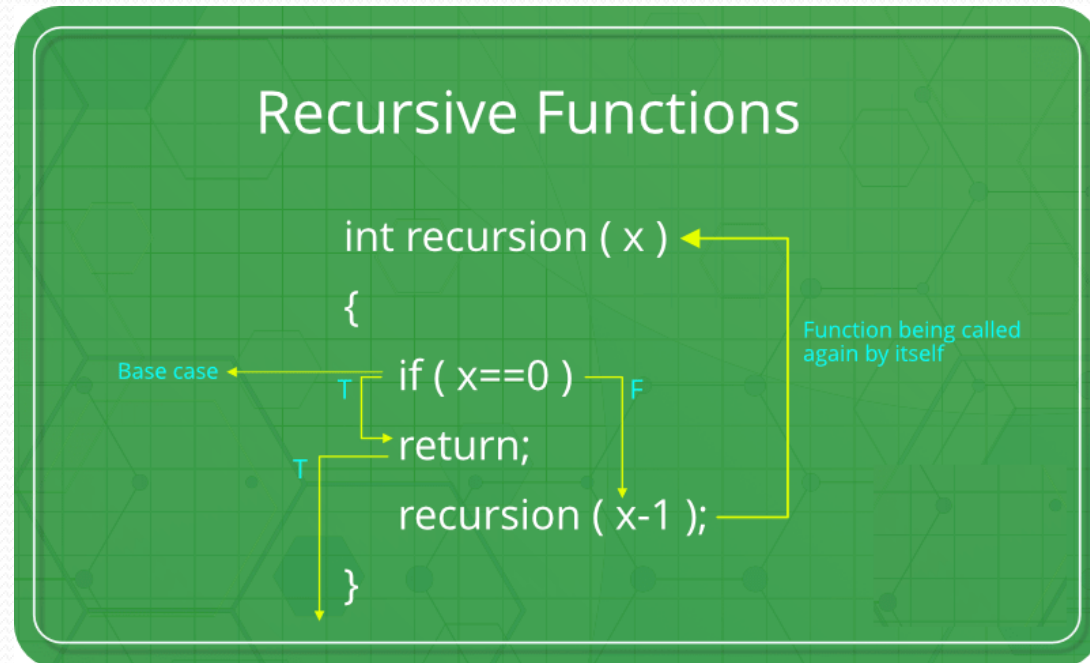 Recursive Functions
int recursion ( x )
{
Function being called
again by itself
Base case
T
if ( x==0 )
F
return;
T
recursion ( x-1 );
}